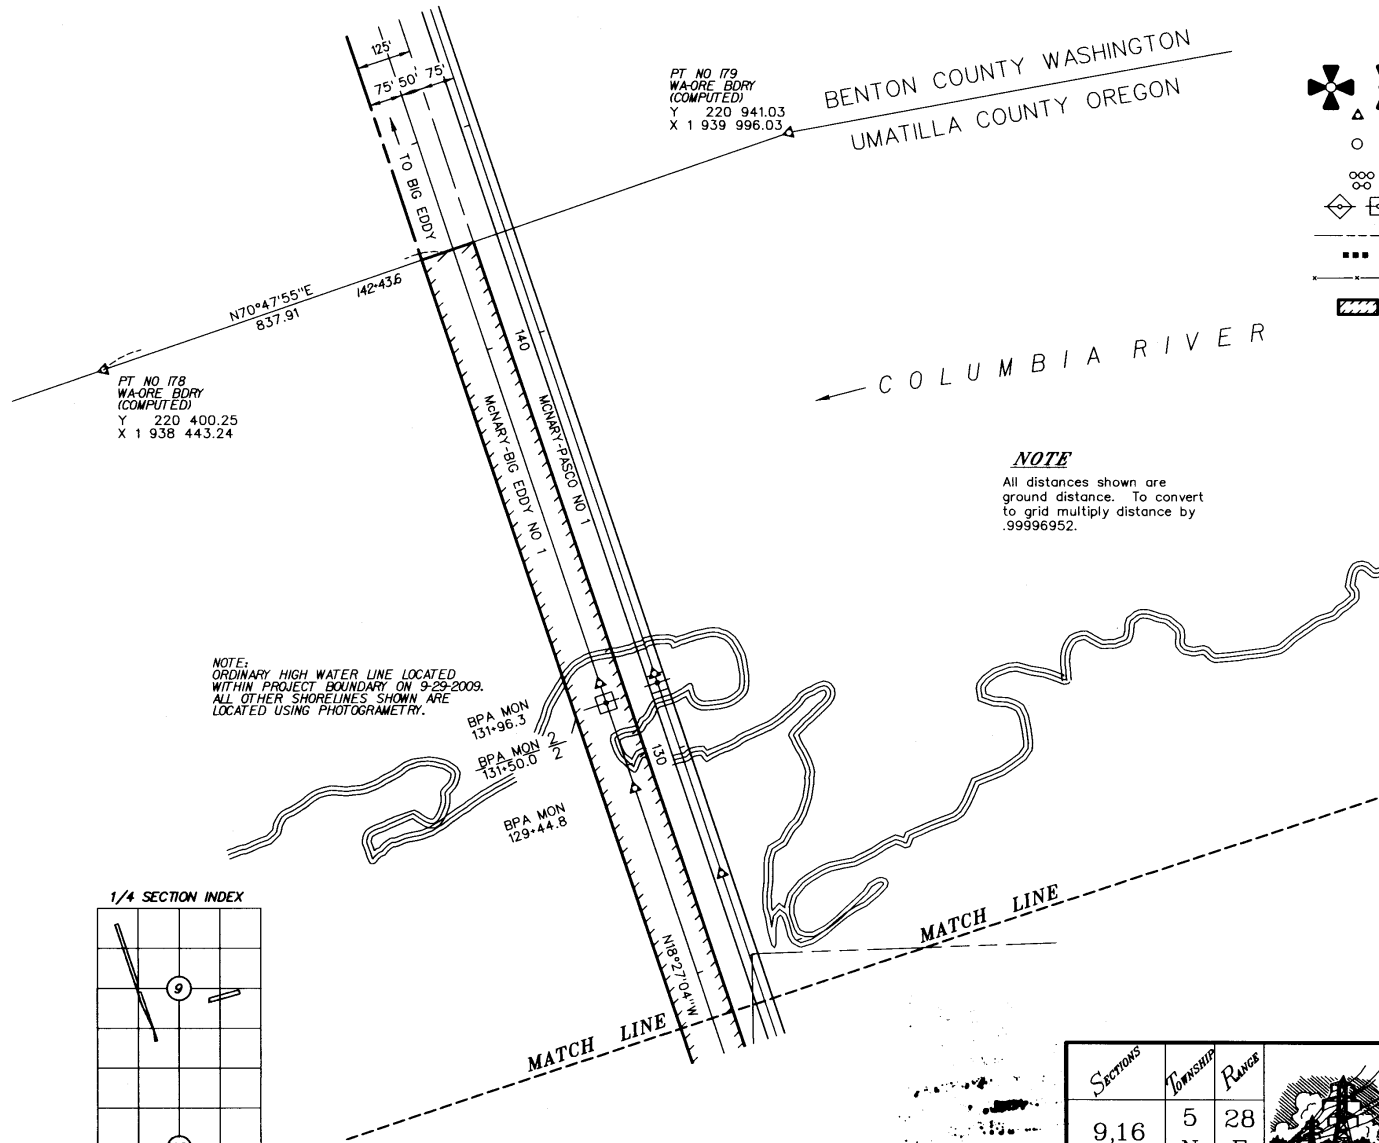 125'
75' 50' 75'
TO BIG EDDY
PT NO 179
WA-ORE BDRY
(COMPUTED)
Y 220 941.03
X 1 939 996.03
BENTON COUNTY WASHINGTON
UMATILLA COUNTY OREGON
N70°47'55"E
837.91
142+43.6
PT NO 178
WA-ORE BDRY
(COMPUTED)
Y 220 400.25
X 1 938 443.24
140
McNARY-BIG EDDY NO 1
MCNARY-PASCO NO 1
COLUMBIA RIVER
NOTE
All distances shown are
ground distance. To convert
to grid multiply distance by
.99996952.
NOTE:
ORDINARY HIGH WATER LINE LOCATED
WITHIN PROJECT BOUNDARY ON 9-29-2009.
ALL OTHER SHORELINES SHOWN ARE
LOCATED USING PHOTOGRAMETRY.
BPA MON
131+96.3
BPA MON 2
131+50.0 2
BPA MON
129+44.8
130
N18°27'04"W
MATCH LINE
MATCH LINE
1/4 SECTION INDEX
9
SECTIONS TOWNSHIP RANGE
9,16 5 28